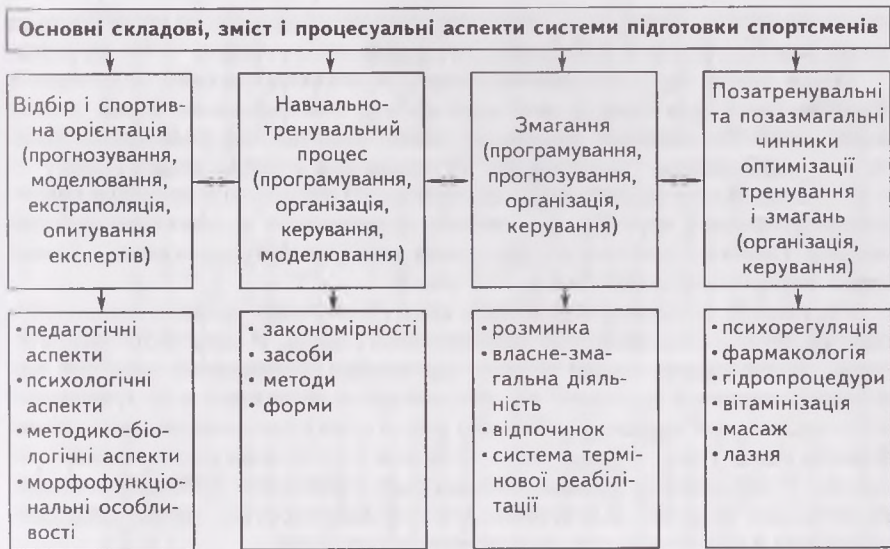 Основні складові, зміст і процесуальні аспекти системи підготовки спортсменів
Відбір і спортив-
на орієнтація
(прогнозування,
моделювання,
екстраполяція,
опитування
експертів)
Навчально-
тренувальний
процес
(програмування,
організація,
керування,
моделювання)
Змагання
(програмування,
прогнозування,
організація,
керування)
Позатренувальні
та позазмагальні
чинники
оптимізації
тренування
і змагань
(організація,
керування)
• педагогічні
аспекти
• психологічні
аспекти
• методико-біо-
логічні аспекти
• морфофункціо-
нальні особли-
вості
• закономірності
• засоби
• методи
• форми
• розминка
• власне-зма-
гальна діяль-
ність
• відпочинок
• система термі-
нової реабілі-
тації
• психорегуляція
• фармакологія
• гідропроцедури
• вітамінізація
• масаж
• лазня